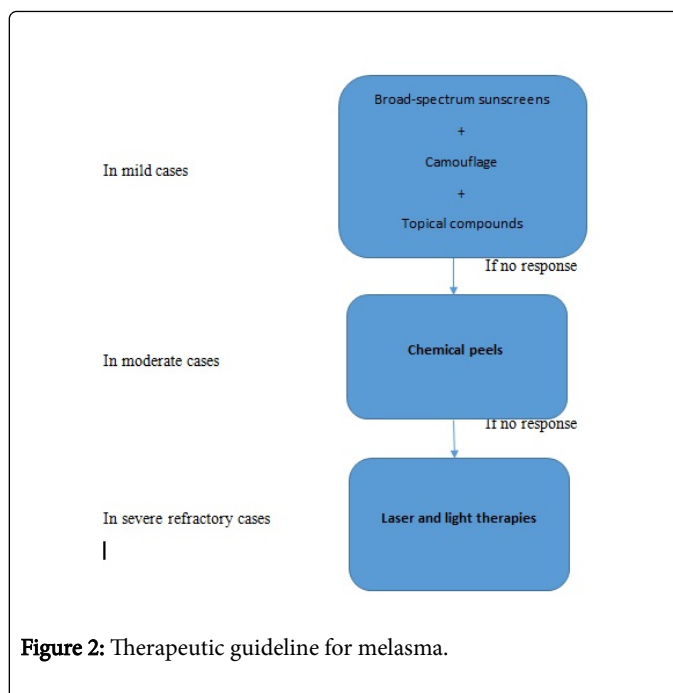 Broad-spectrum sunscreens
+
In mild cases
Camouflage
+
Topical compounds
If no response
In moderate cases
Chemical peels
If no response
In severe refractory cases
Laser and light therapies
Figure 2: Therapeutic guideline for melasma.